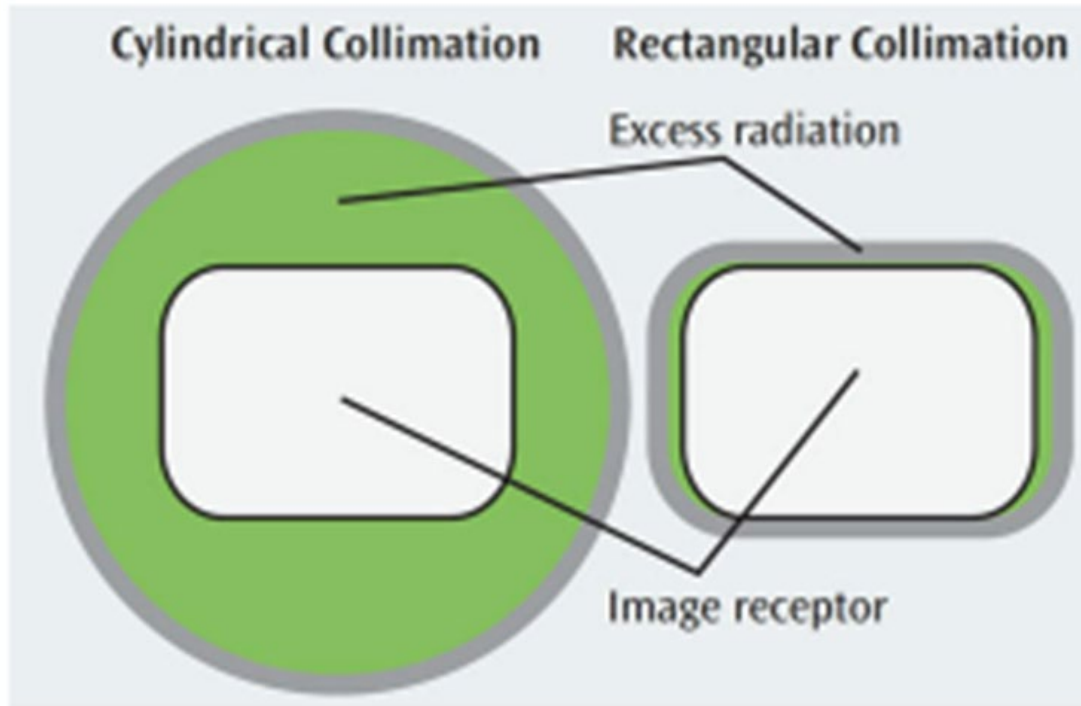 Cylindrical Collimation
Rectangular Collimation
Excess radiation
Image receptor